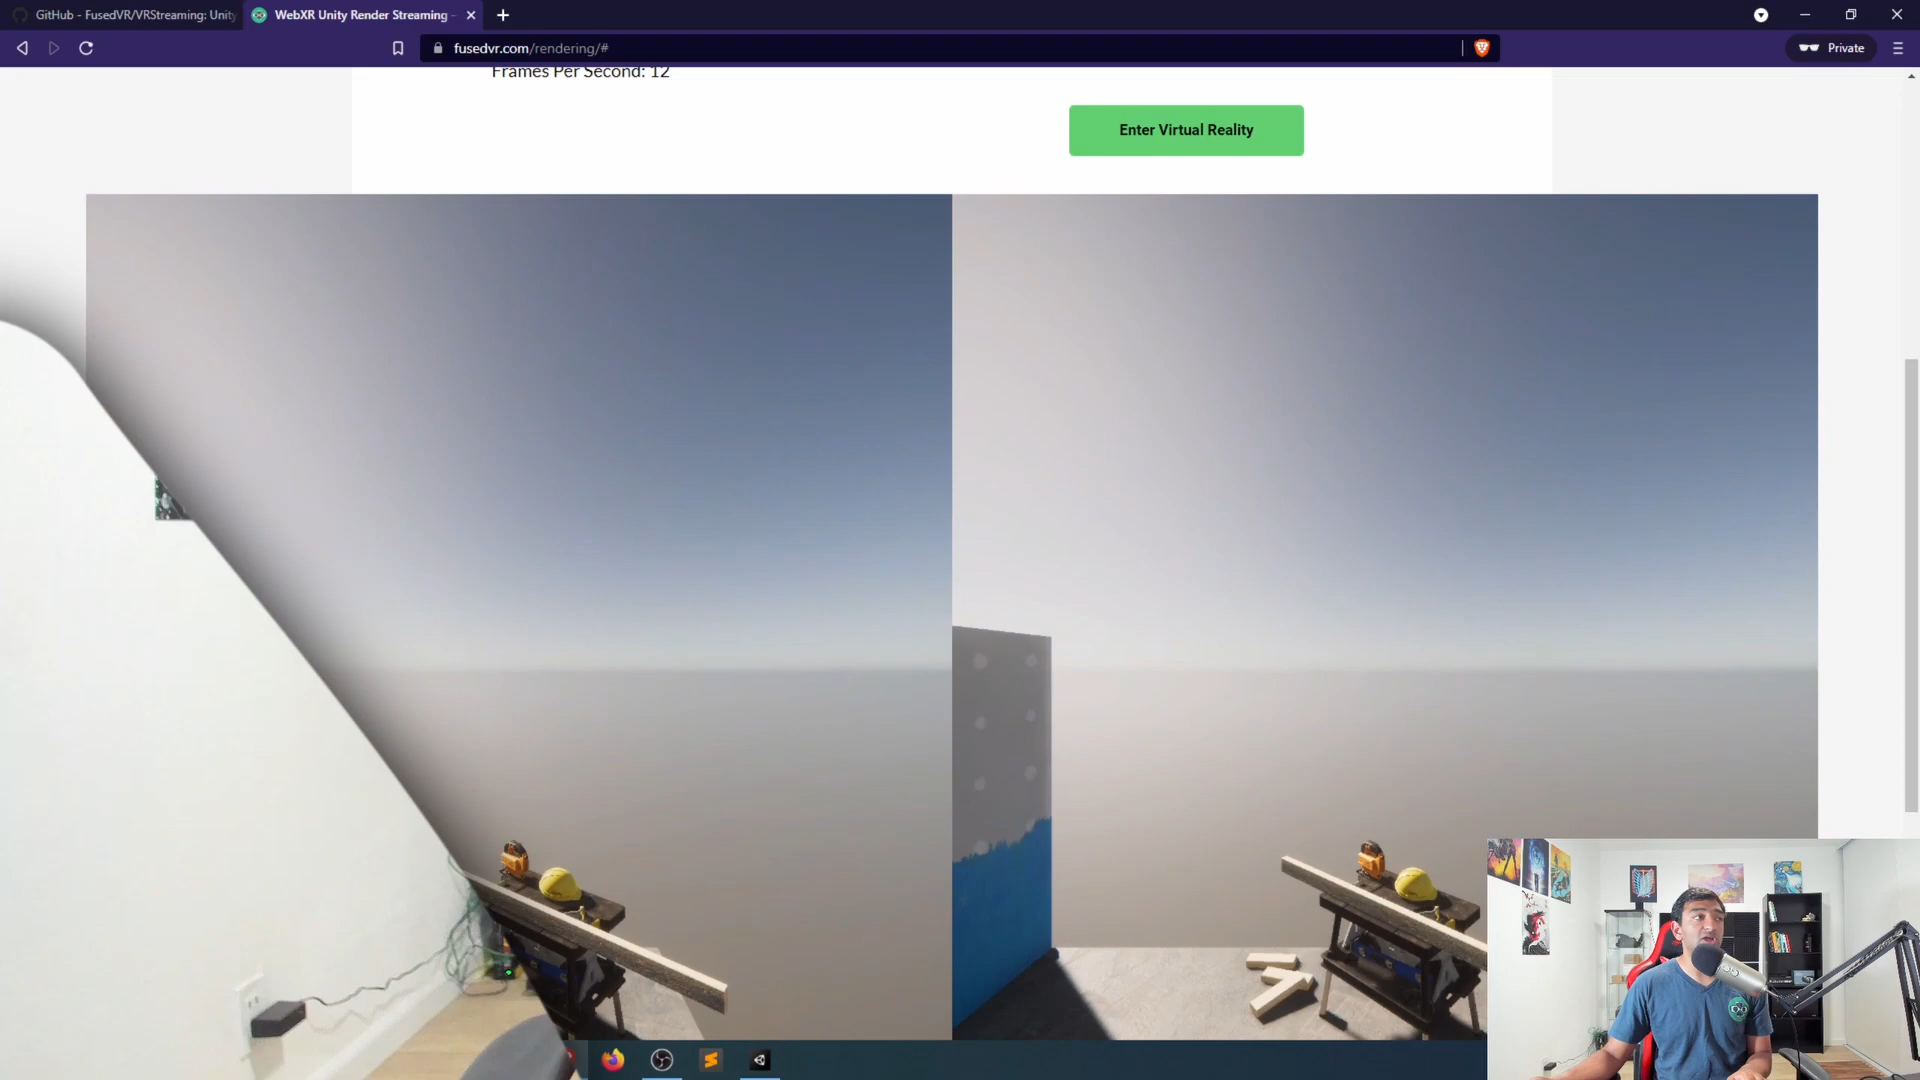 GitHub - FusedVR/VRStreaming: Unity
WebXR Unity Render Streaming -
fusedvr.com/rendering/#
Private
Frames Per Second: 12
Enter Virtual Reality